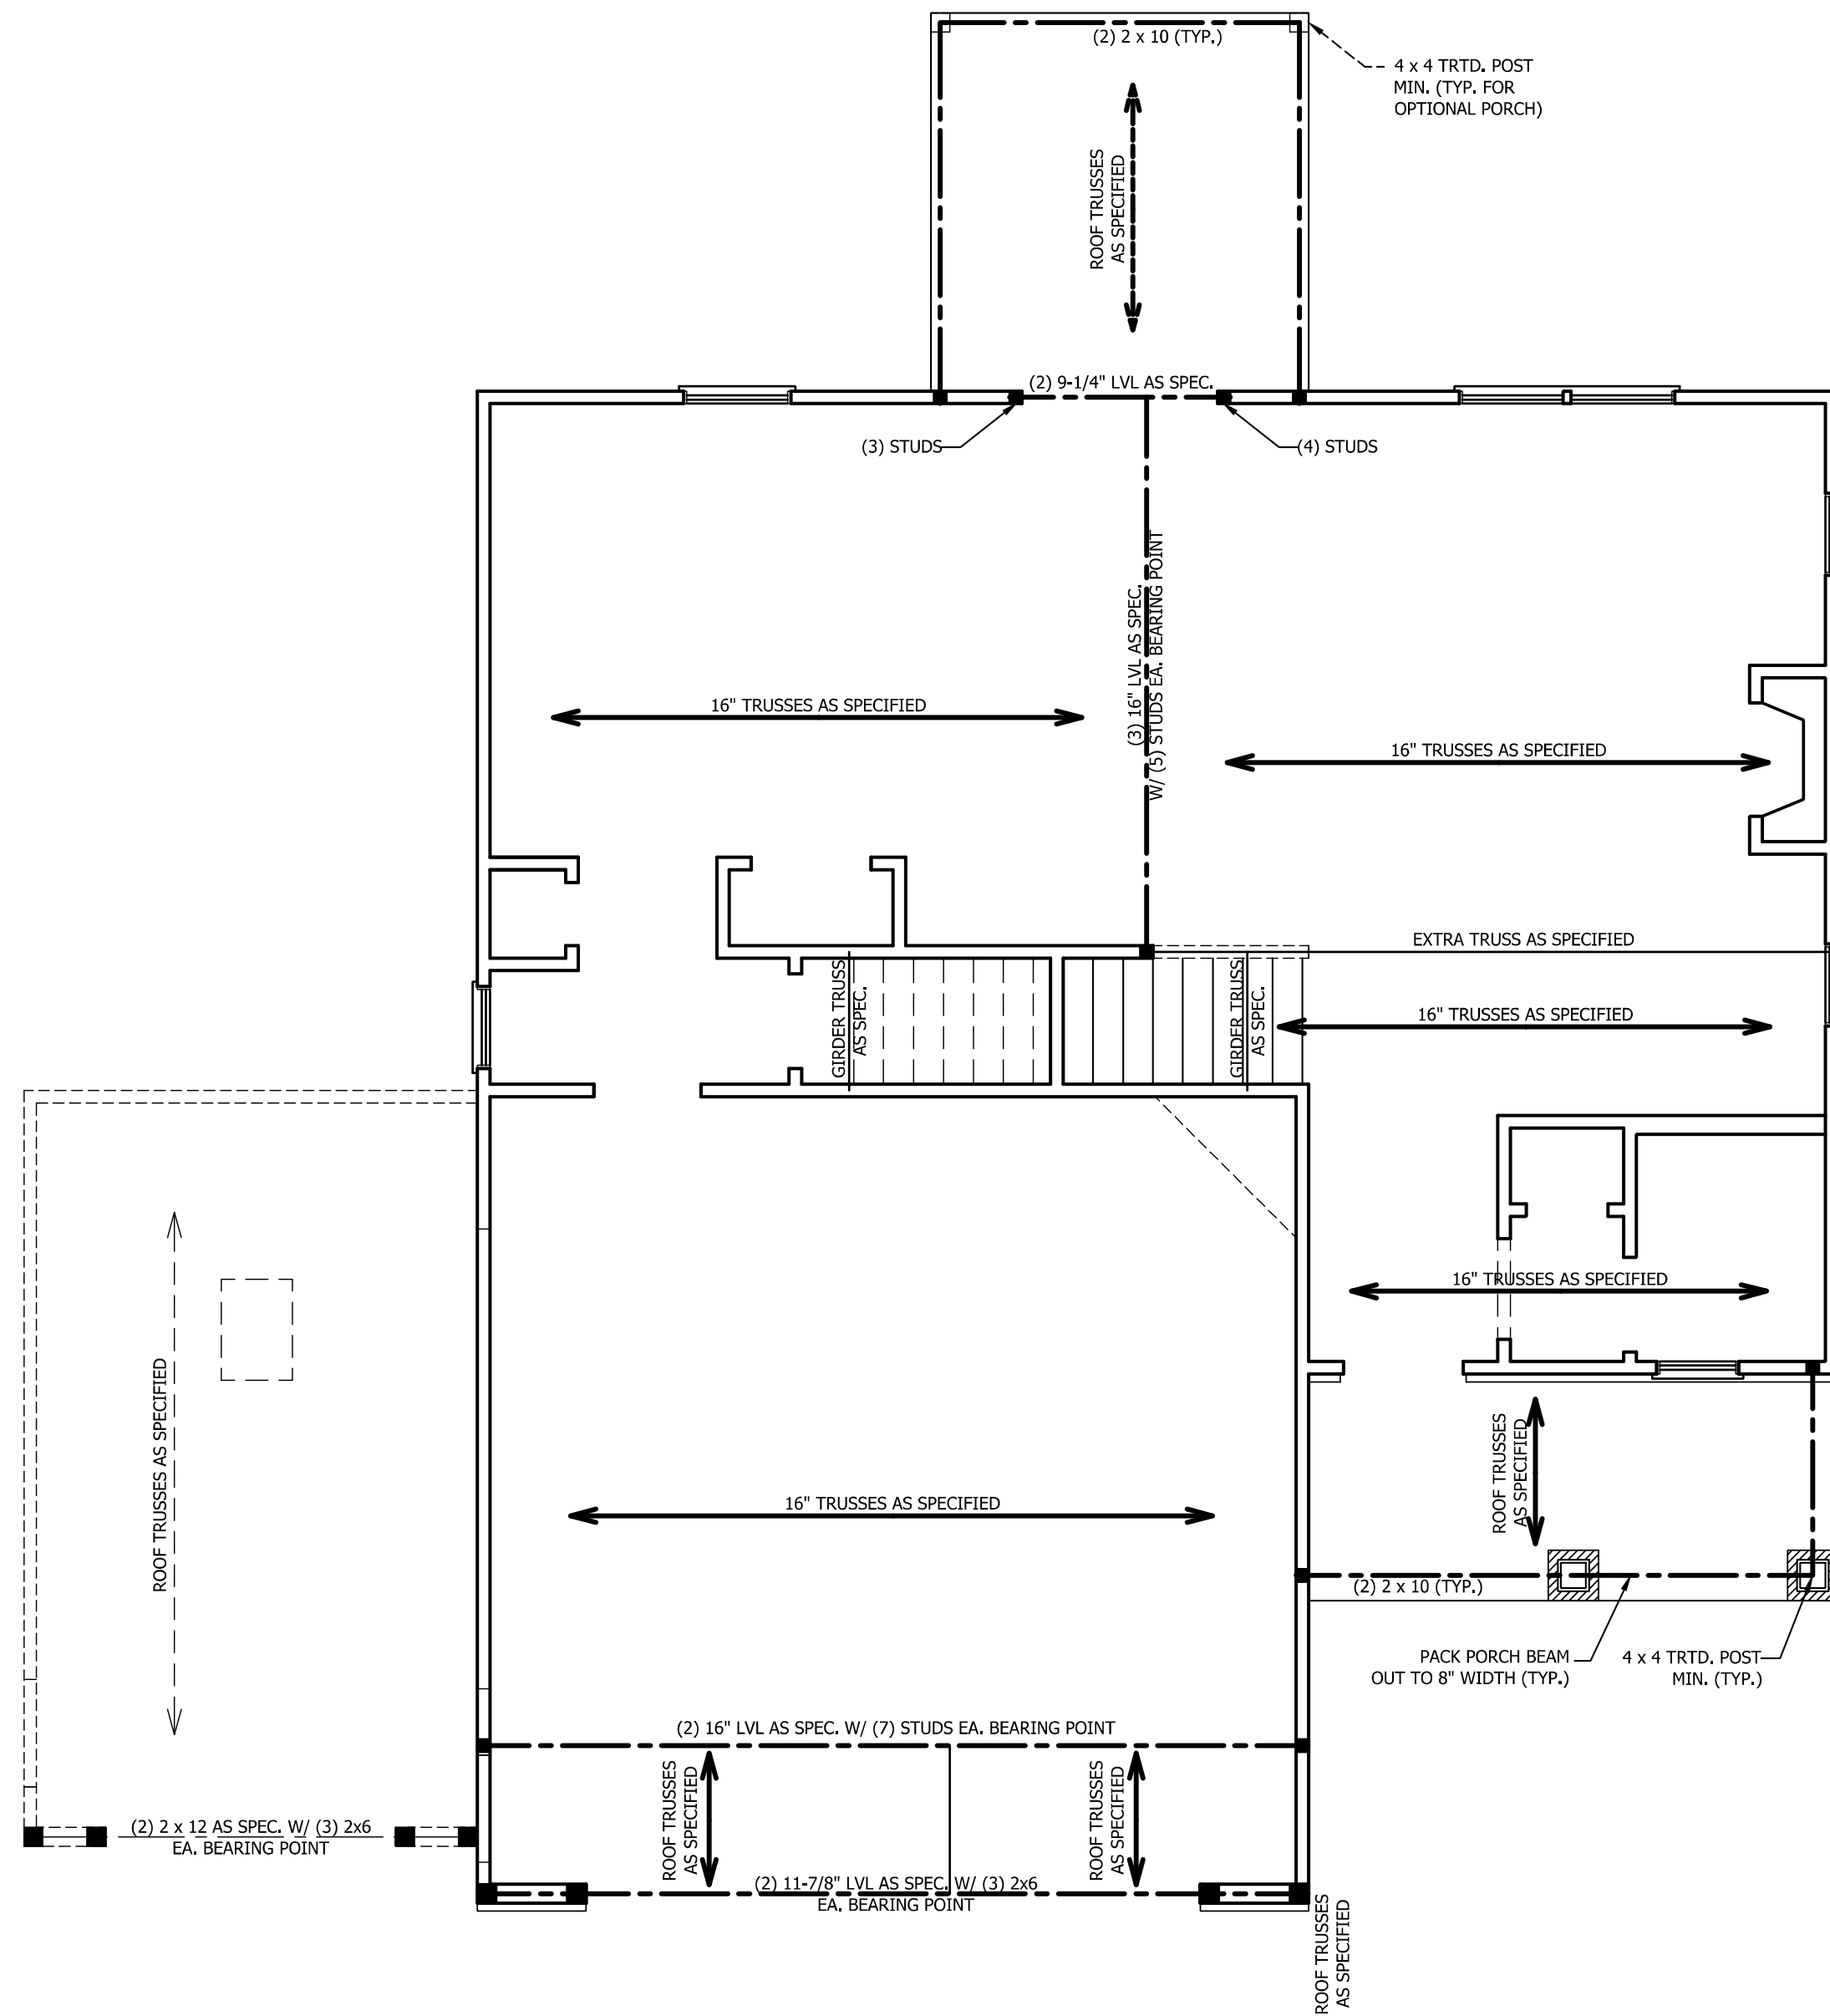 (2) 2 x 10 (TYP.)
4 x 4 TRTD. POST
MIN. (TYP. FOR
OPTIONAL PORCH)
ROOF TRUSSES
AS SPECIFIED
(2) 9-1/4" LVL AS SPEC.
(3) STUDS
(4) STUDS
(3) 16" LVL AS SPEC.
W/ (5) STUDS EA. BEARING POINT
16" TRUSSES AS SPECIFIED
16" TRUSSES AS SPECIFIED
EXTRA TRUSS AS SPECIFIED
GIRDER TRUSS
AS SPEC.
GIRDER TRUSS
AS SPEC.
16" TRUSSES AS SPECIFIED
16" TRUSSES AS SPECIFIED
ROOF TRUSSES AS SPECIFIED
16" TRUSSES AS SPECIFIED
ROOF TRUSSES
AS SPECIFIED
(2) 2 x 10 (TYP.)
PACK PORCH BEAM
OUT TO 8" WIDTH (TYP.)
4 x 4 TRTD. POST
MIN. (TYP.)
(2) 16" LVL AS SPEC. W/ (7) STUDS EA. BEARING POINT
ROOF TRUSSES
AS SPECIFIED
ROOF TRUSSES
AS SPECIFIED
(2) 2 x 12 AS SPEC. W/ (3) 2x6
EA. BEARING POINT
(2) 11-7/8" LVL AS SPEC. W/ (3) 2x6
EA. BEARING POINT
ROOF TRUSSES
AS SPECIFIED